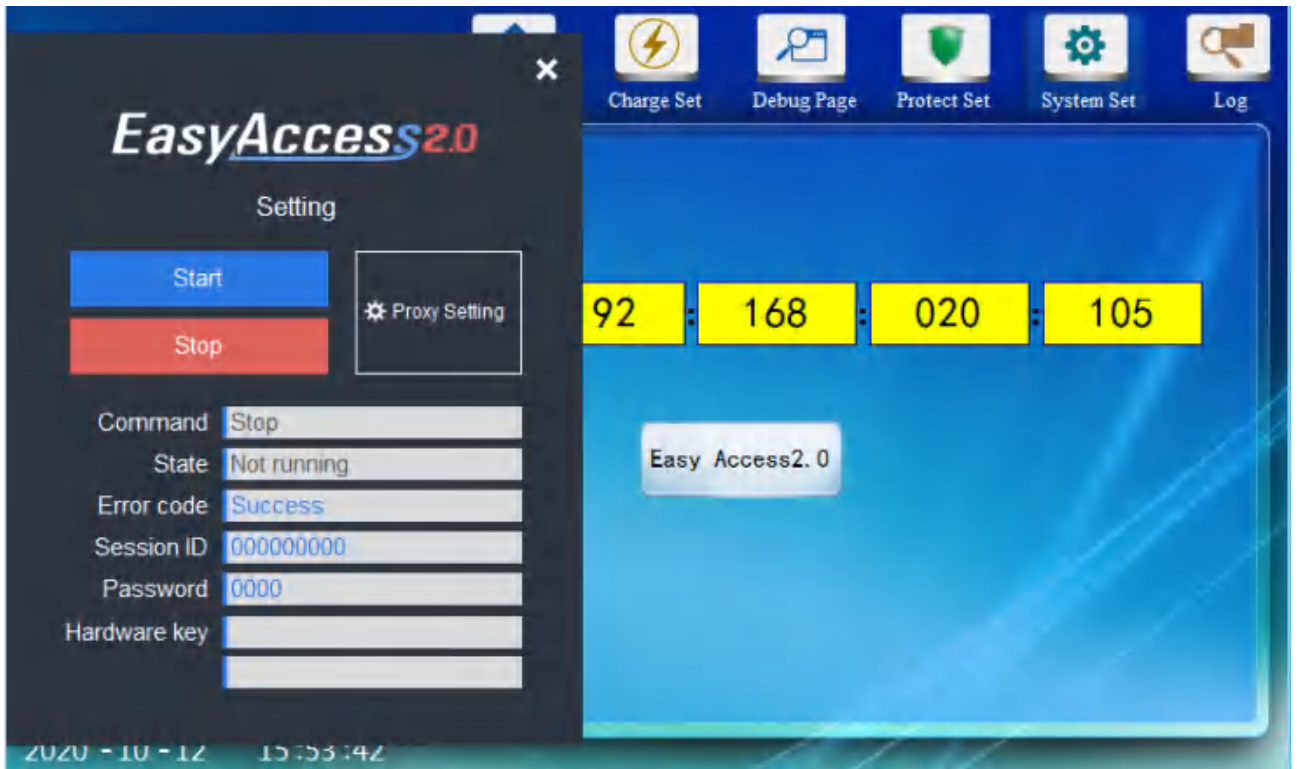 Charge Set
Debug Page
Protect Set
System Set
Log
EasyAccess2.0
Setting
Start
Stop
Proxy Setting
92 : 168 : 020 : 105
Easy Access2.0
Command Stop
State Not running
Error code Success
Session ID 000000000
Password 0000
Hardware key
2020 - 10 - 12 15:53:42